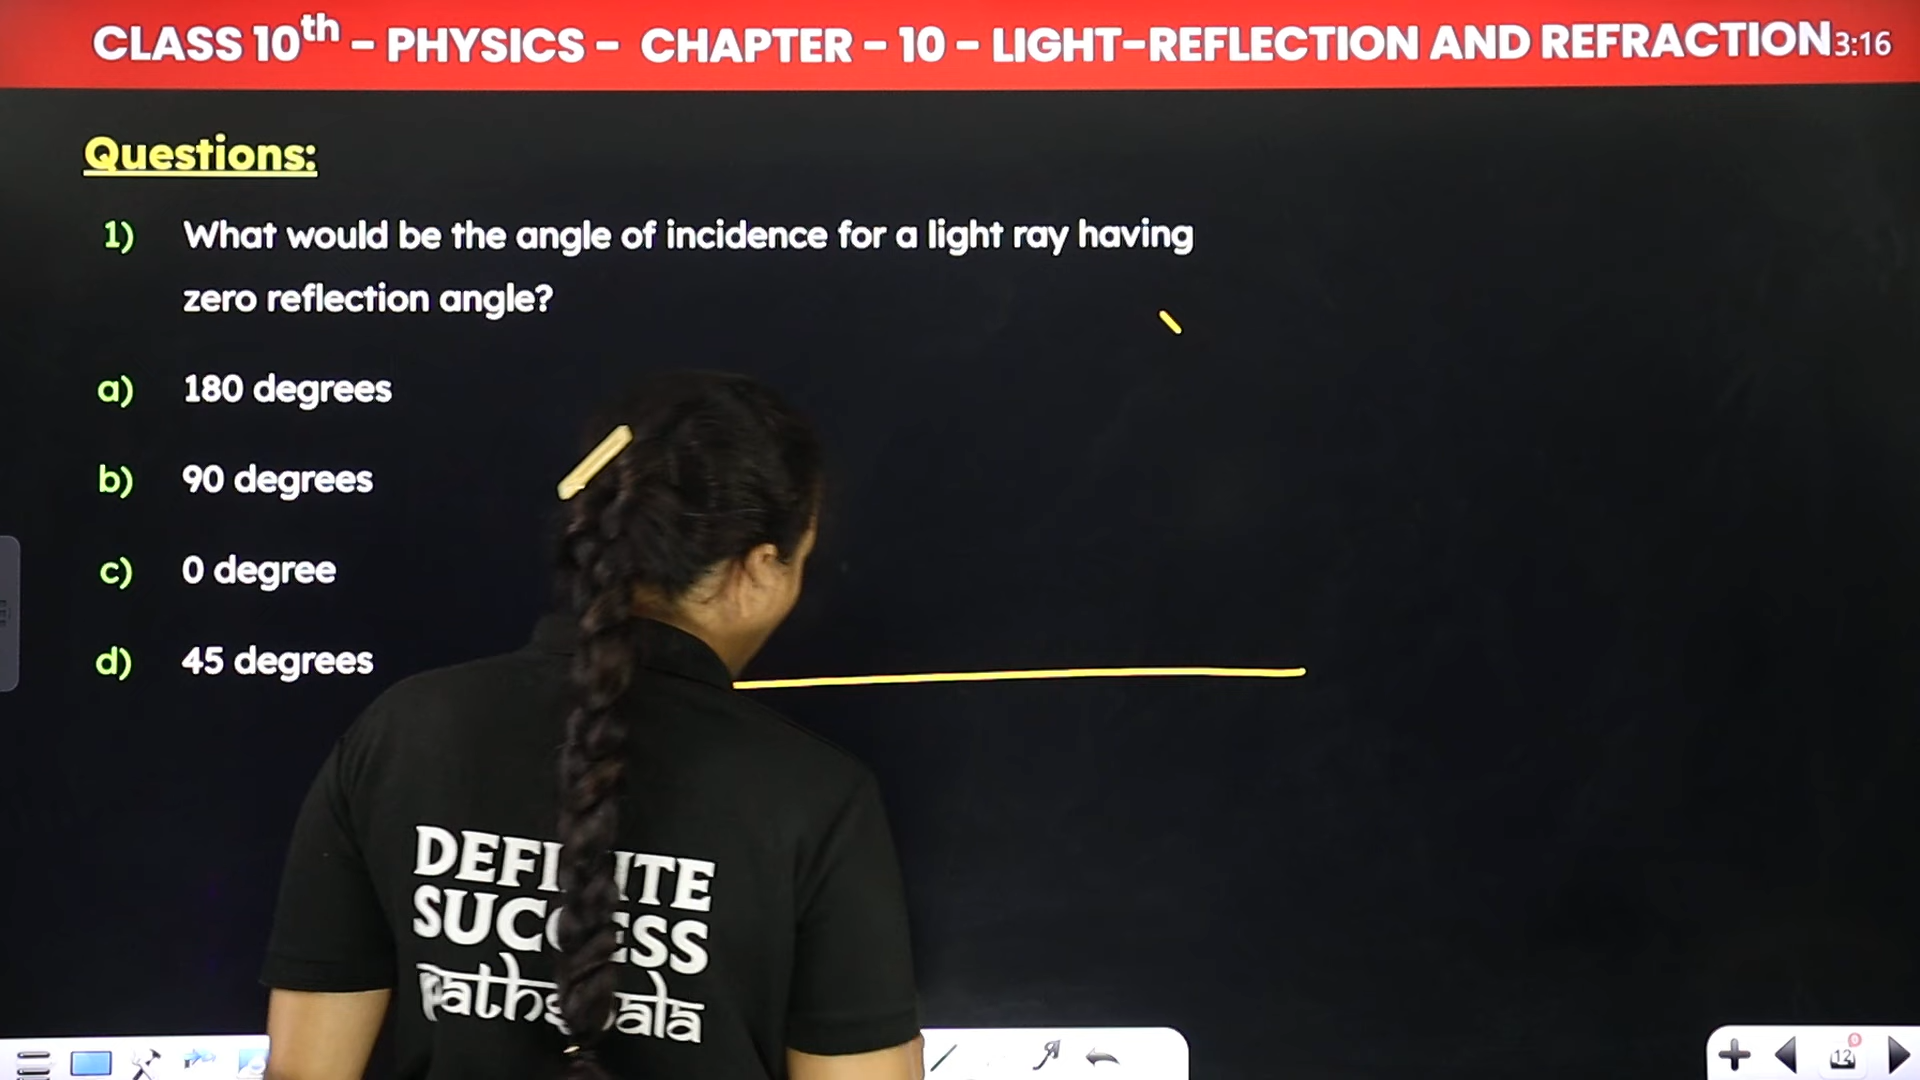 CLASS 10th - PHYSICS - CHAPTER - 10 - LIGHT-REFLECTION AND REFRACTION 3:16
Questions:
1) What would be the angle of incidence for a light ray having
zero reflection angle?
a) 180 degrees
b) 90 degrees
c) 0 degree
d) 45 degrees
12